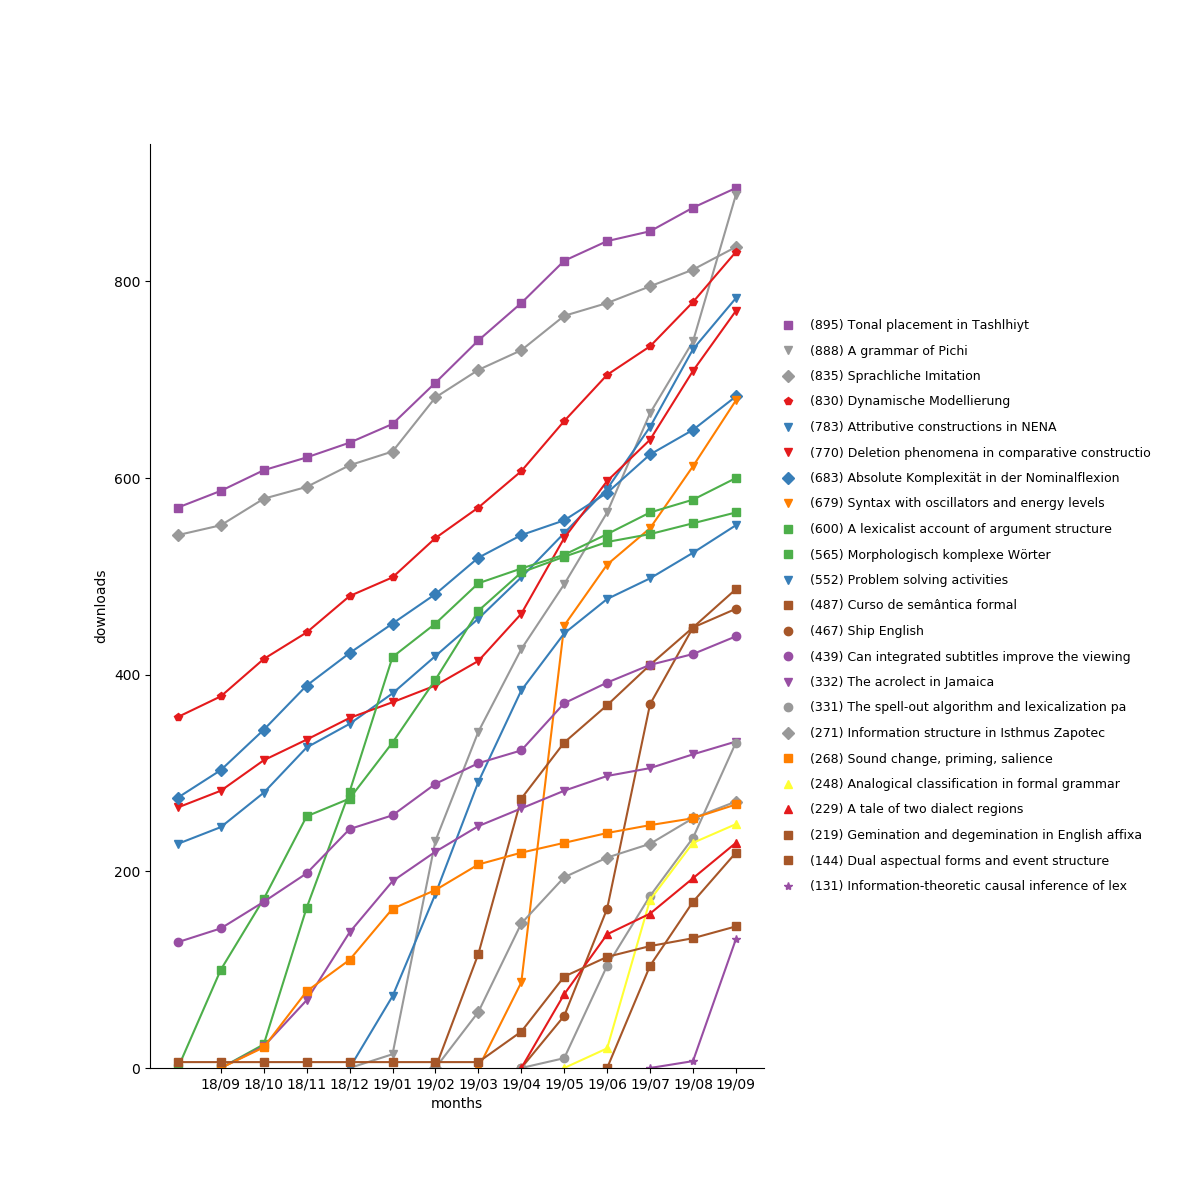 downloads
800
600
400
200
0
18/09 18/10 18/11 18/12 19/01 19/02 19/03 19/04 19/05 19/06 19/07 19/08 19/09
months
(895) Tonal placement in Tashlhiyt
(888) A grammar of Pichi
(835) Sprachliche Imitation
(830) Dynamische Modellierung
(783) Attributive constructions in NENA
(770) Deletion phenomena in comparative constructio
(683) Absolute Komplexität in der Nominalflexion
(679) Syntax with oscillators and energy levels
(600) A lexicalist account of argument structure
(565) Morphologisch komplexe Wörter
(552) Problem solving activities
(487) Curso de semântica formal
(467) Ship English
(439) Can integrated subtitles improve the viewing
(332) The acrolect in Jamaica
(331) The spell-out algorithm and lexicalization pa
(271) Information structure in Isthmus Zapotec
(268) Sound change, priming, salience
(248) Analogical classification in formal grammar
(229) A tale of two dialect regions
(219) Gemination and degemination in English affixa
(144) Dual aspectual forms and event structure
(131) Information-theoretic causal inference of lex